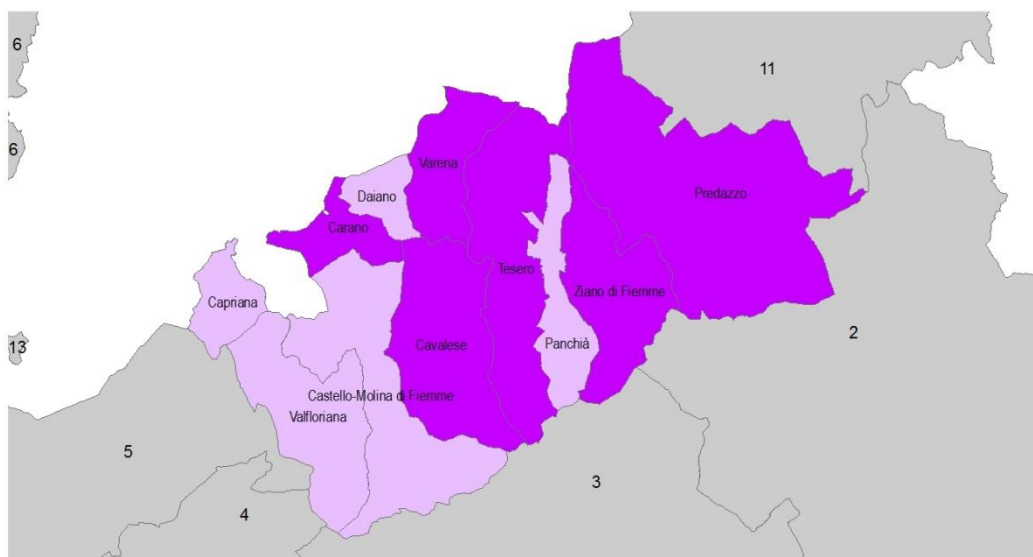 6
11
6
Varena
Daiano
Predazzo
Carano
Tesero
Capriana
Ziano di Fiemme
2
13
Cavalese
Panchià
Castello-Molina di Fiemme
Valfloriana
5
3
4